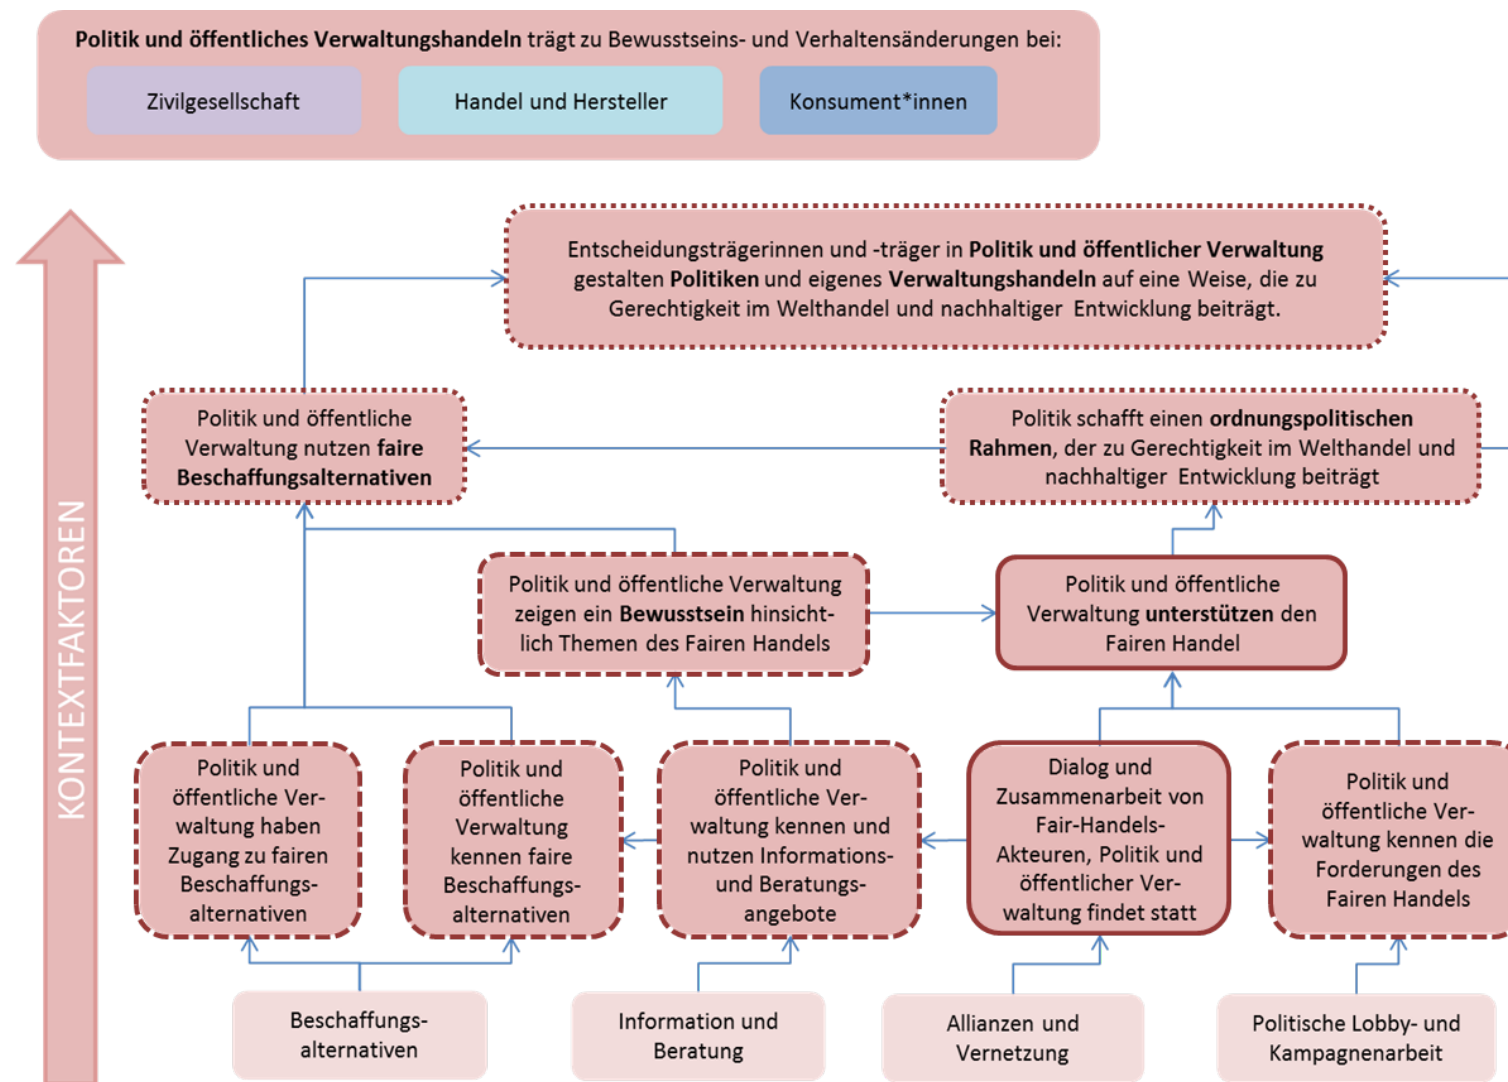 Politik und öffentliches Verwaltungshandeln trägt zu Bewusstseins- und Verhaltensänderungen bei:
Zivilgesellschaft
Handel und Hersteller
Konsument*innen
KONTEXTFAKTOREN
Entscheidungsträgerinnen und -träger in Politik und öffentlicher Verwaltung
gestalten Politiken und eigenes Verwaltungshandeln auf eine Weise, die zu
Gerechtigkeit im Welthandel und nachhaltiger Entwicklung beiträgt.
Politik und öffentliche
Verwaltung nutzen faire
Beschaffungsalternativen
Politik schafft einen ordnungspolitischen
Rahmen, der zu Gerechtigkeit im Welthandel und
nachhaltiger Entwicklung beiträgt
Politik und öffentliche Verwaltung
zeigen ein Bewusstsein hinsicht-
lich Themen des Fairen Handels
Politik und öffentliche
Verwaltung unterstützen den
Fairen Handel
Politik und
öffentliche Ver-
waltung haben
Zugang zu fairen
Beschaffungs-
alternativen
Politik und
öffentliche
Verwaltung
kennen faire
Beschaffungs-
alternativen
Politik und
öffentliche Ver-
waltung kennen und
nutzen Informations-
und Beratungs-
angebote
Dialog und
Zusammenarbeit von
Fair-Handels-
Akteuren, Politik und
öffentlicher Ver-
waltung findet statt
Politik und
öffentliche Ver-
waltung kennen die
Forderungen des
Fairen Handels
Beschaffungs-
alternativen
Information und
Beratung
Allianzen und
Vernetzung
Politische Lobby- und
Kampagnenarbeit